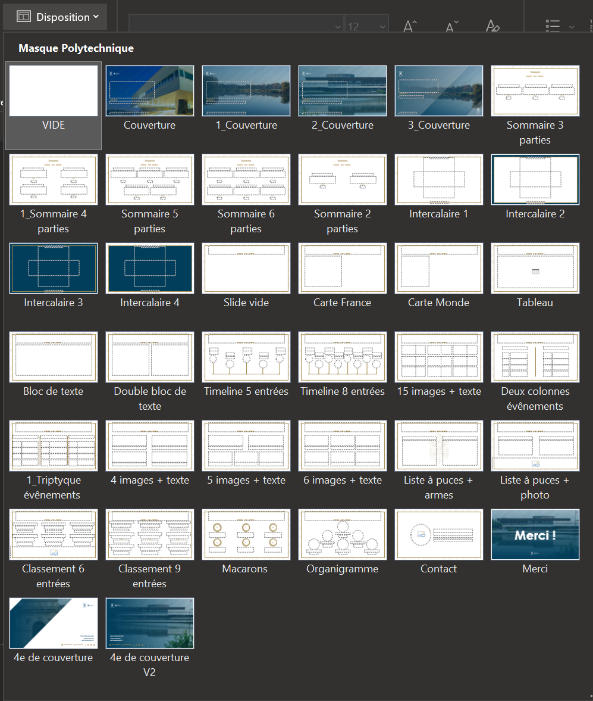 Disposition
12
Masque Polytechnique
VIDE
Couverture
1_Couverture
2_Couverture
3_Couverture
Sommaire 3
parties
1_Sommaire 4
parties
Sommaire 5
parties
Sommaire 6
parties
Sommaire 2
parties
Intercalaire 1
Intercalaire 2
Intercalaire 3
Intercalaire 4
Slide vide
Carte France
Carte Monde
Tableau
Bloc de texte
Double bloc de
texte
Timeline 5 entrées
Timeline 8 entrées
15 images + texte
Deux colonnes
événements
1_Triptyque
évênements
4 images + texte
5 images + texte
6 images + texte
Liste à puces +
armes
Liste à puces +
photo
Classement 6
entrées
Classement 9
entrées
Macarons
Organigramme
Contact
Merci !
Merci
4e de couverture
4e de couverture
V2